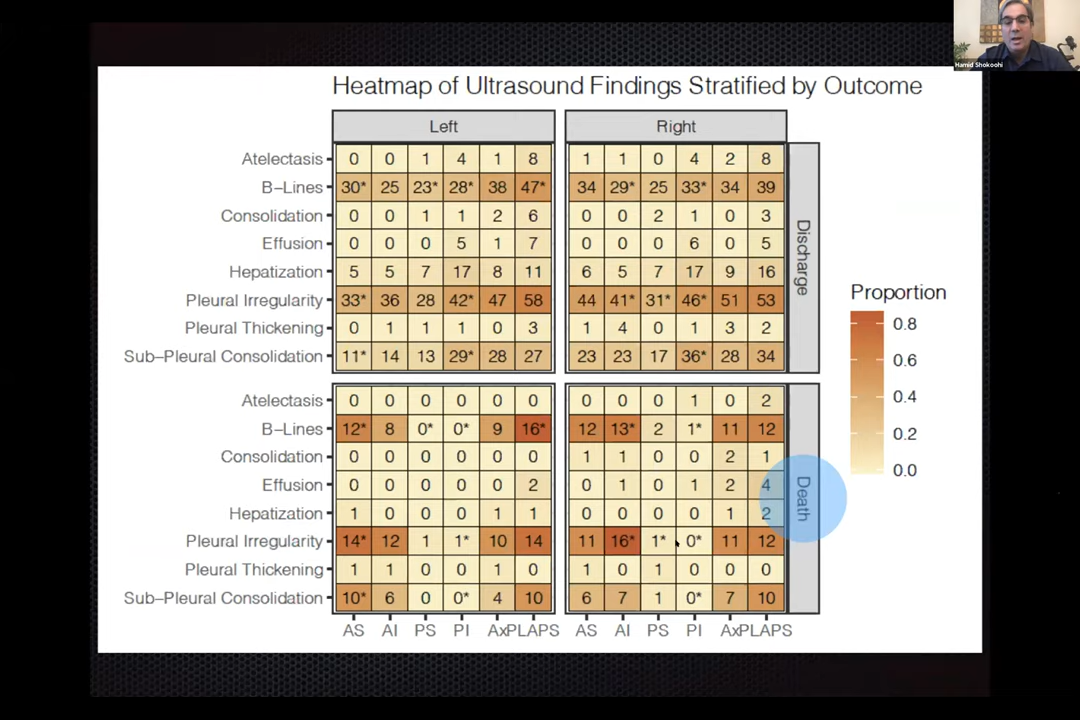 Hamid Shokoohi
Heatmap of Ultrasound Findings Stratified by Outcome
Left Right
Atelectasis 0 0 1 4 1 8 1 1 0 4 2 8
B-Lines 30* 25 23* 28* 38 47* 34 29* 25 33* 34 39
Consolidation 0 0 1 1 2 6 0 0 2 1 0 3
Effusion 0 0 0 5 1 7 0 0 0 6 0 5
Hepatization 5 5 7 17 8 11 6 5 7 17 9 16
Pleural Irregularity 33* 36 28 42* 47 58 44 41* 31* 46* 51 53
Pleural Thickening 0 1 1 1 0 3 1 4 0 1 3 2
Sub-Pleural Consolidation 11* 14 13 29* 28 27 23 23 17 36* 28 34
Discharge
Atelectasis 0 0 0 0 0 0 0 0 0 1 0 2
B-Lines 12* 8 0* 0* 9 16* 12 13* 2 1* 11 12
Consolidation 0 0 0 0 0 0 1 1 0 0 2 1
Effusion 0 0 0 0 0 2 0 1 0 1 2 4
Hepatization 1 0 0 0 1 1 0 0 0 0 1 2
Pleural Irregularity 14* 12 1 1* 10 14 11 16* 1* 0* 11 12
Pleural Thickening 1 1 0 0 1 0 1 0 1 0 0 0
Sub-Pleural Consolidation 10* 6 0 0* 4 10 6 7 1 0* 7 10
Death
AS AI PS PI Ax PLAPS AS AI PS PI Ax PLAPS
Proportion
0.8
0.6
0.4
0.2
0.0